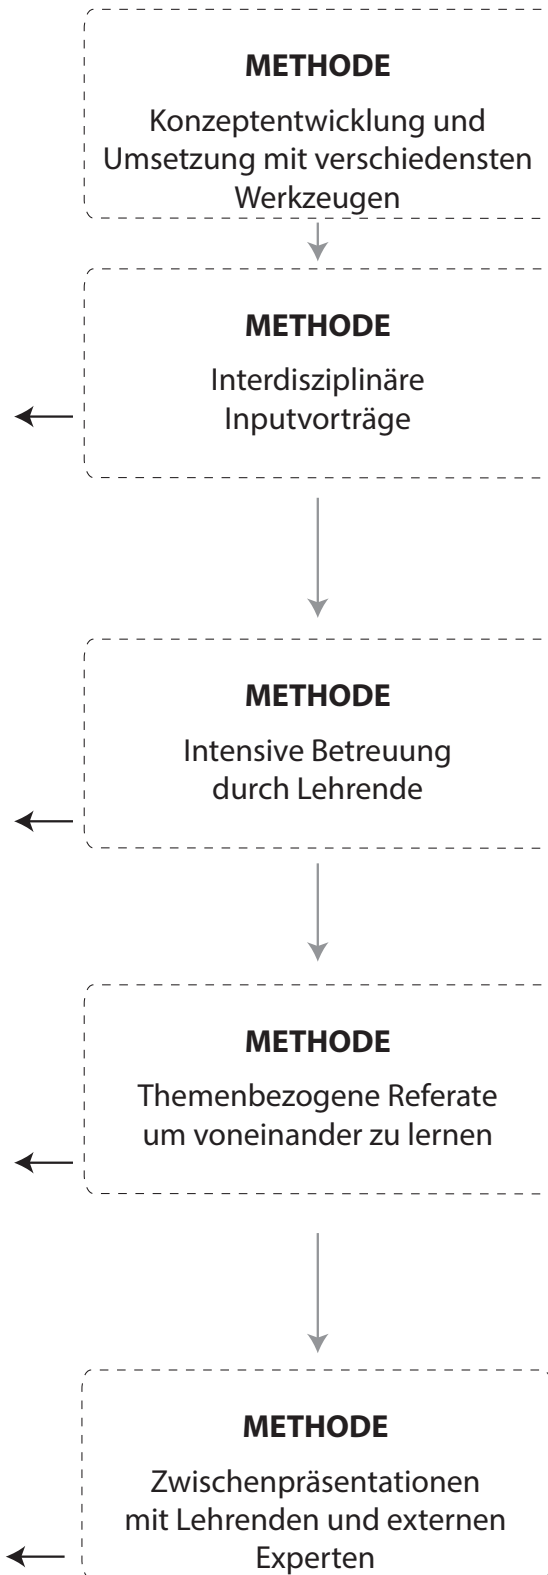 METHODE
Konzeptentwicklung und
Umsetzung mit verschiedensten
Werkzeugen
METHODE
Interdisziplinäre
Inputvorträge
METHODE
Intensive Betreuung
durch Lehrende
METHODE
Themenbezogene Referate
um voneinander zu lernen
METHODE
Zwischenpräsentationen
mit Lehrenden und externen
Experten